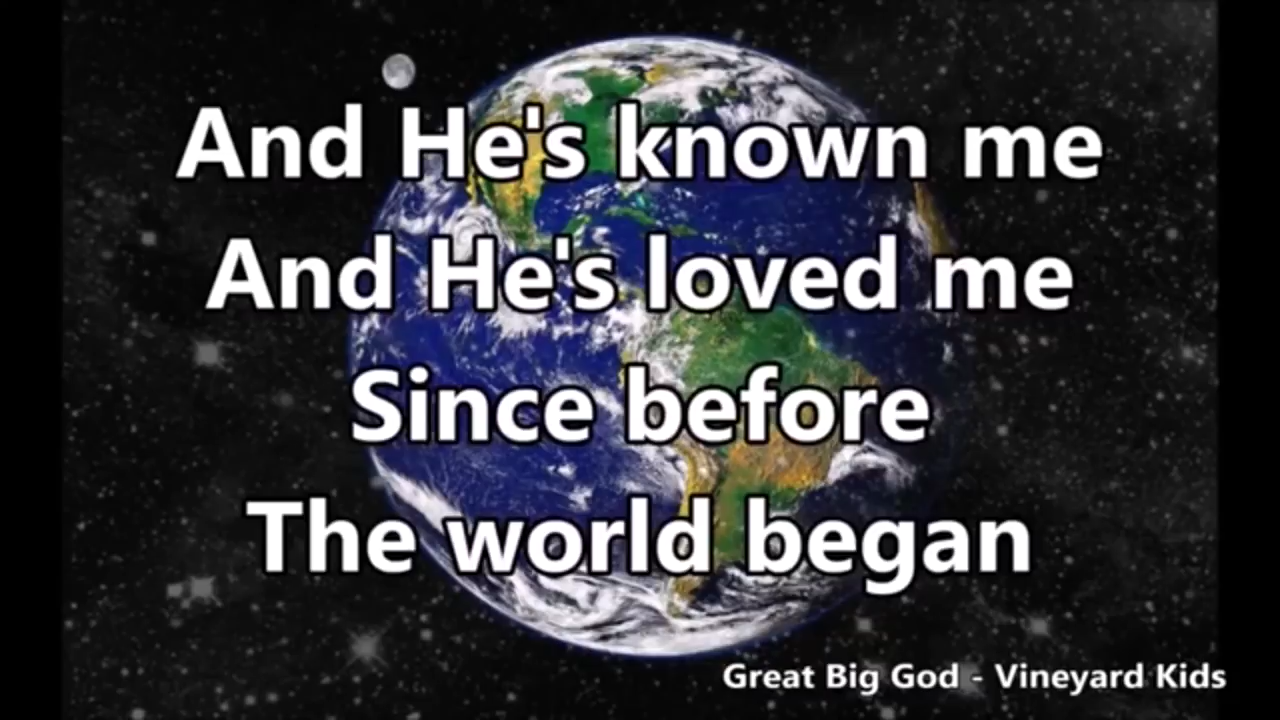 And He's known me
And He's loved me
Since before
The world began
Great Big God - Vineyard Kids